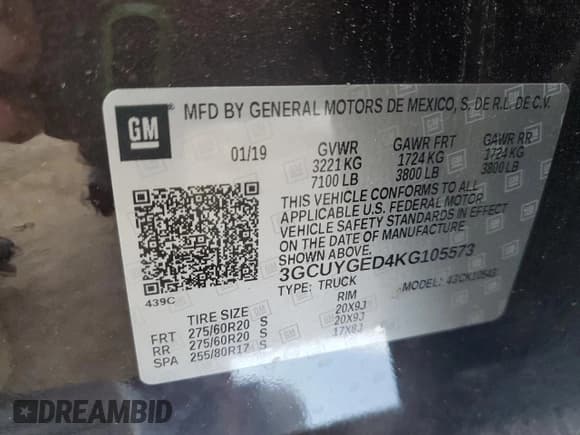 GM
MFD BY GENERAL MOTORS DE MEXICO, S. DE R.L. DE C.V.
01/19 GVWR GAWR FRT GAWR RR
3221 KG 1724 KG 1724 KG
7100 LB 3800 LB 3800 LB
THIS VEHICLE CONFORMS TO ALL
APPLICABLE U.S. FEDERAL MOTOR
VEHICLE SAFETY STANDARDS IN EFFECT
ON THE DATE OF MANUFACTURE
SHOWN ABOVE.
3GCUYGED4KG105573
439C TYPE: TRUCK MODEL:
TIRE SIZE RIM
FRT 275/60R20 S 20X9J
RR 275/60R20 S 20X9J
SPA 255/80R17 S 17X8J
DREAMBID